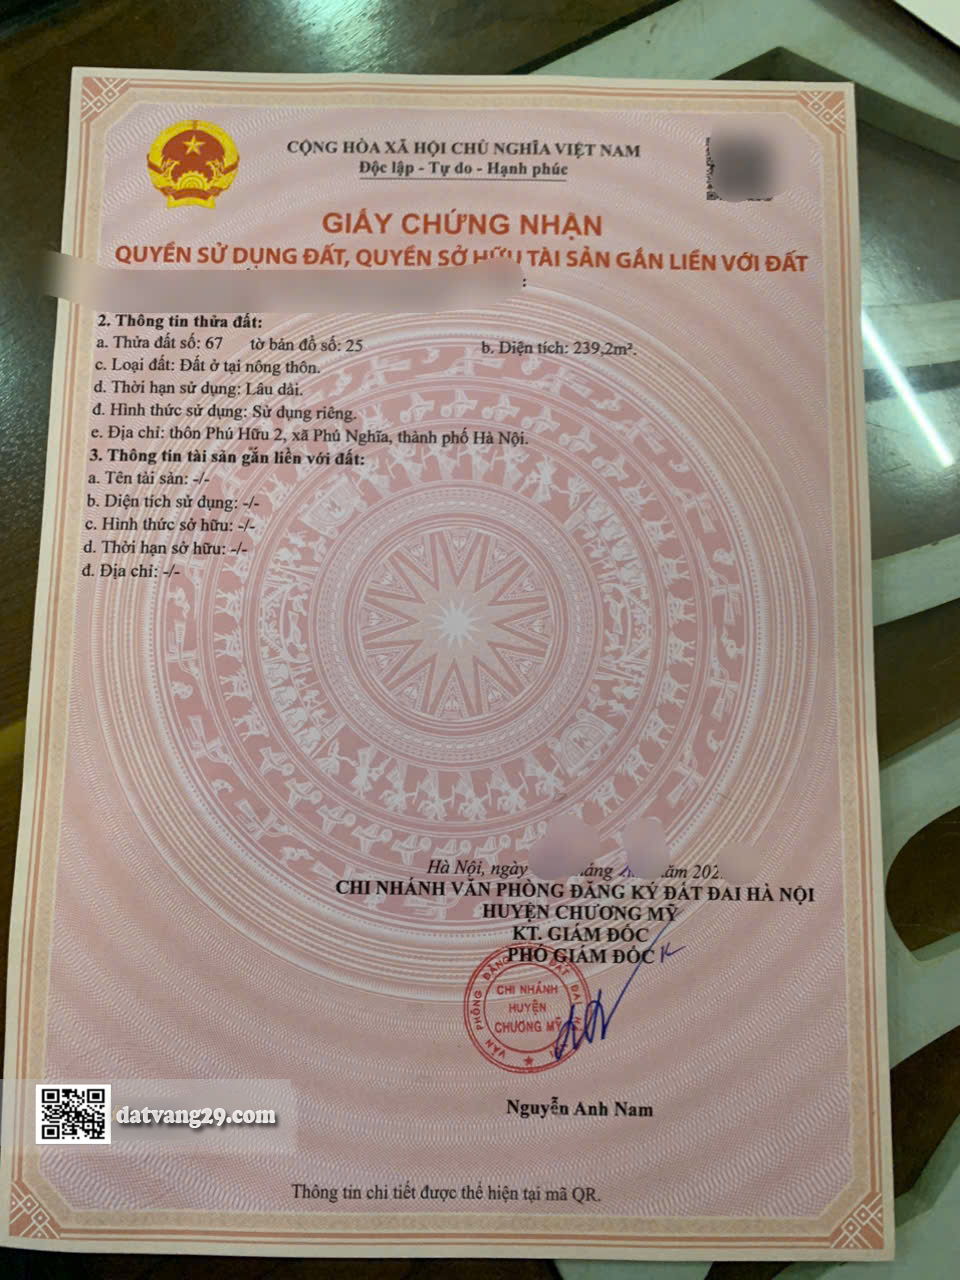 CỘNG HÒA XÃ HỘI CHỦ NGHĨA VIỆT NAM
Độc lập - Tự do - Hạnh phúc
GIẤY CHỨNG NHẬN
QUYỀN SỬ DỤNG ĐẤT, QUYỀN SỞ HỮU TÀI SẢN GẮN LIỀN VỚI ĐẤT
:
2. Thông tin thửa đất:
a. Thửa đất số: 67 tờ bản đồ số: 25 b. Diện tích: 239,2m².
c. Loại đất: Đất ở tại nông thôn.
d. Thời hạn sử dụng: Lâu dài.
đ. Hình thức sử dụng: Sử dụng riêng.
e. Địa chỉ: thôn Phú Hữu 2, xã Phú Nghĩa, thành phố Hà Nội.
3. Thông tin tài sản gắn liền với đất:
a. Tên tài sản: -/-
b. Diện tích sử dụng: -/-
c. Hình thức sở hữu: -/-
d. Thời hạn sở hữu: -/-
đ. Địa chỉ: -/-
Hà Nội, ngày
CHI NHÁNH VĂN PHÒNG ĐĂNG KÝ ĐẤT ĐAI HÀ NỘI
HUYỆN CHƯƠNG MỸ
KT. GIÁM ĐỐC
PHÓ GIÁM ĐỐC
CHI NHÁNH
HUYỆN
CHƯƠNG MỸ
Nguyễn Anh Nam
datvang29.com
Thông tin chi tiết được thể hiện tại mã QR.